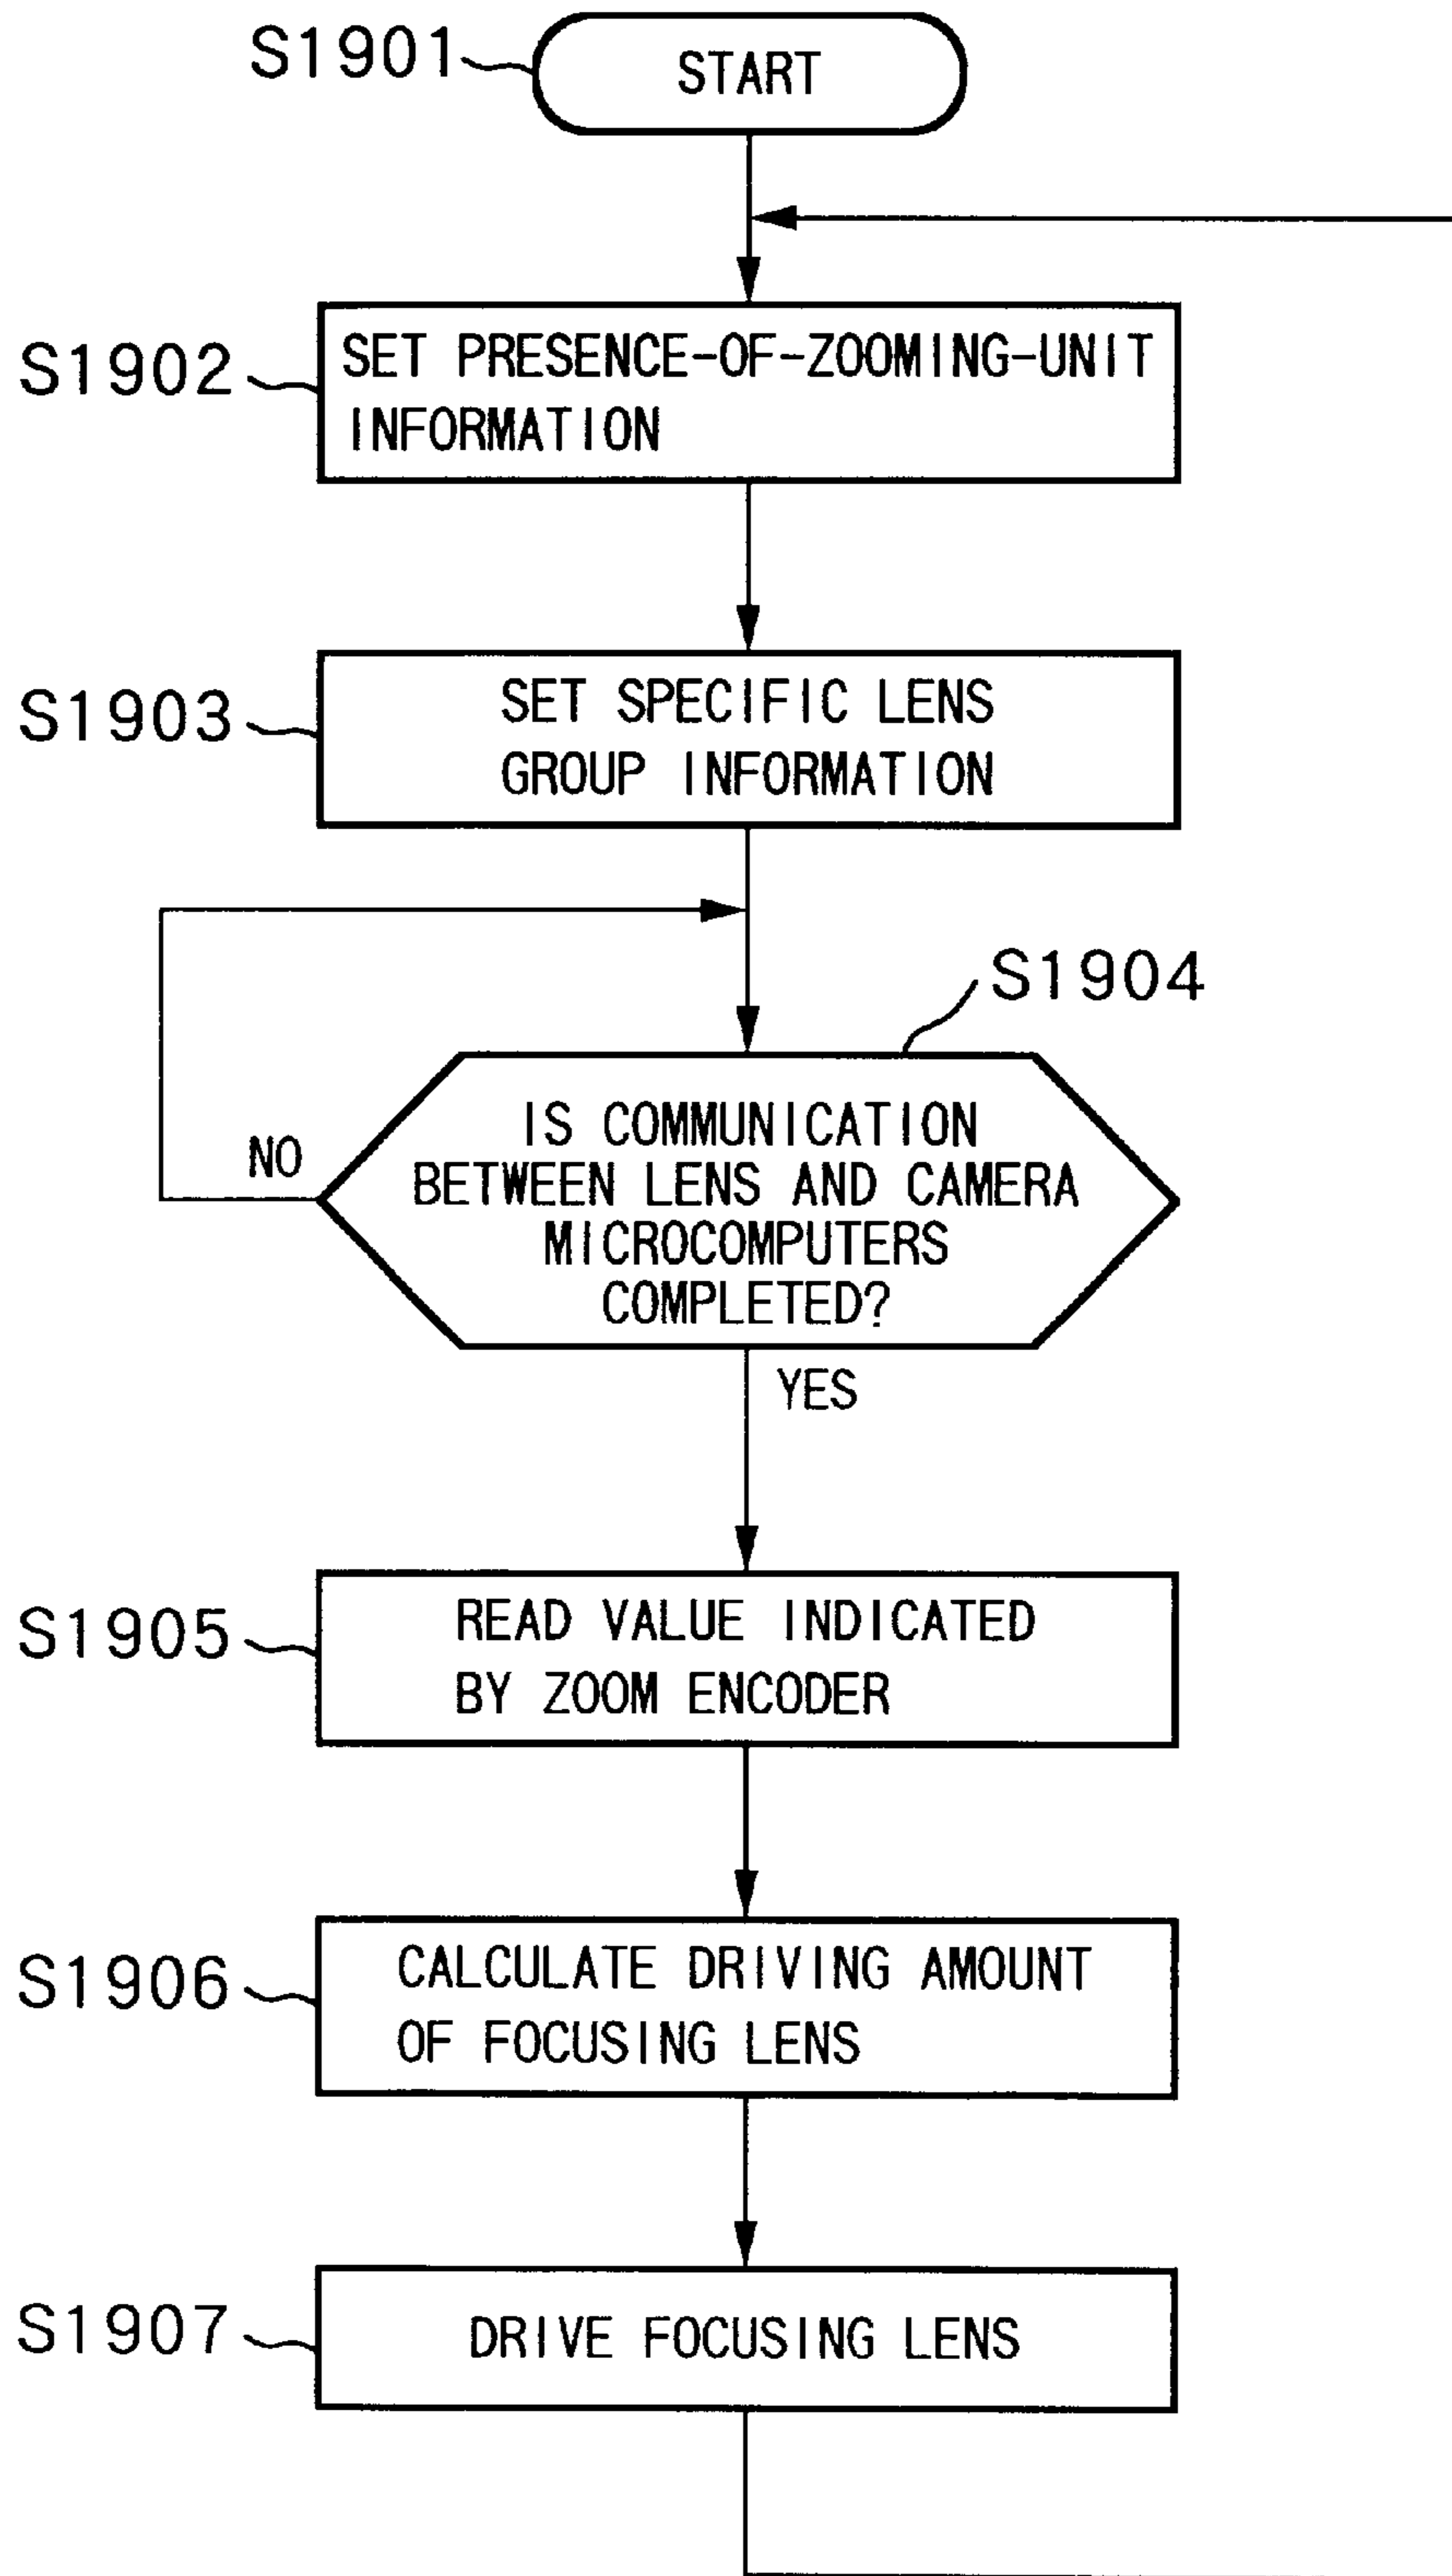 S1901
START
S1902
SET PRESENCE-OF-ZOOMING-UNIT
INFORMATION
S1903
SET SPECIFIC LENS
GROUP INFORMATION
S1904
IS COMMUNICATION
BETWEEN LENS AND CAMERA
MICROCOMPUTERS
COMPLETED?
NO
YES
S1905
READ VALUE INDICATED
BY ZOOM ENCODER
S1906
CALCULATE DRIVING AMOUNT
OF FOCUSING LENS
S1907
DRIVE FOCUSING LENS